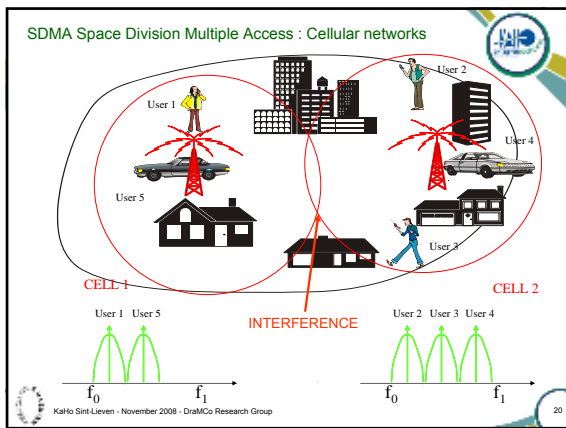 SDMA Space Division Multiple Access : Cellular networks
KaHo
User 1
User 2
User 4
User 5
User 3
CELL 1
CELL 2
INTERFERENCE
User 1 User 5
User 2 User 3 User 4
f0 f1
f0 f1
KaHo Sint-Lieven - November 2008 - DraMCo Research Group
20